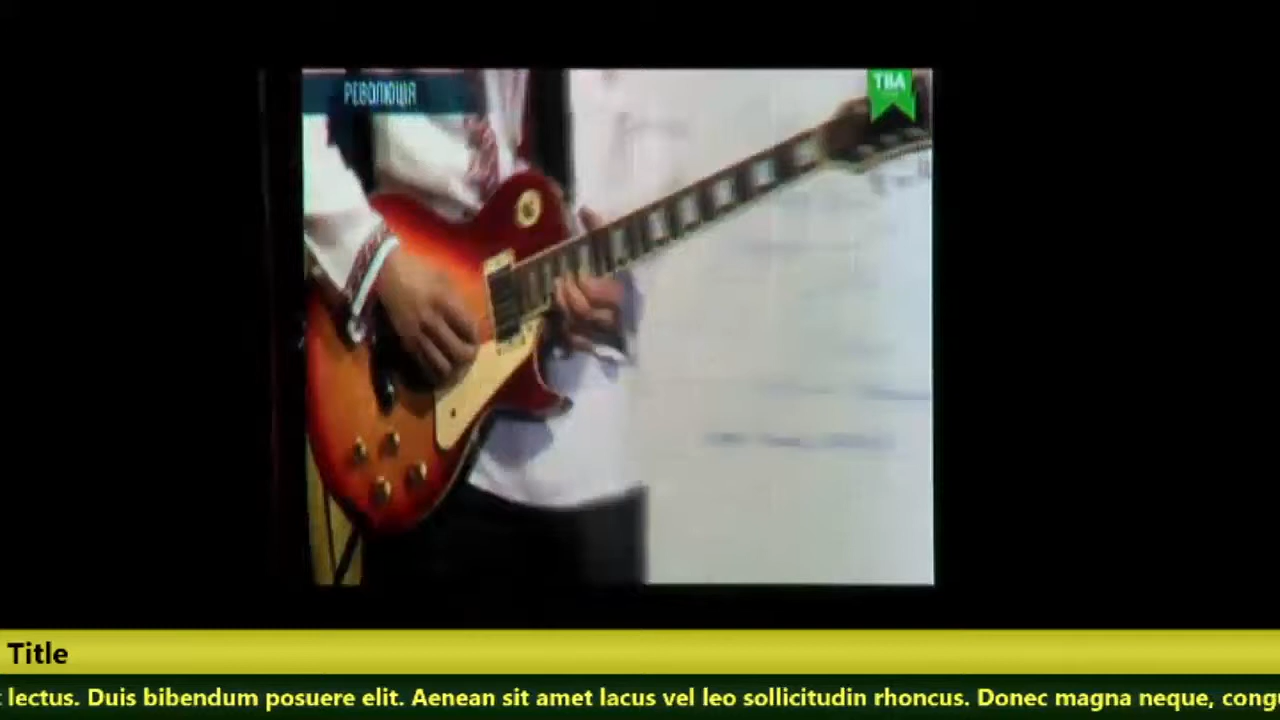 РЕВОЛЮЦІЯ
ТВА
Title
lectus. Duis bibendum posuere elit. Aenean sit amet lacus vel leo sollicitudin rhoncus. Donec magna neque, cong